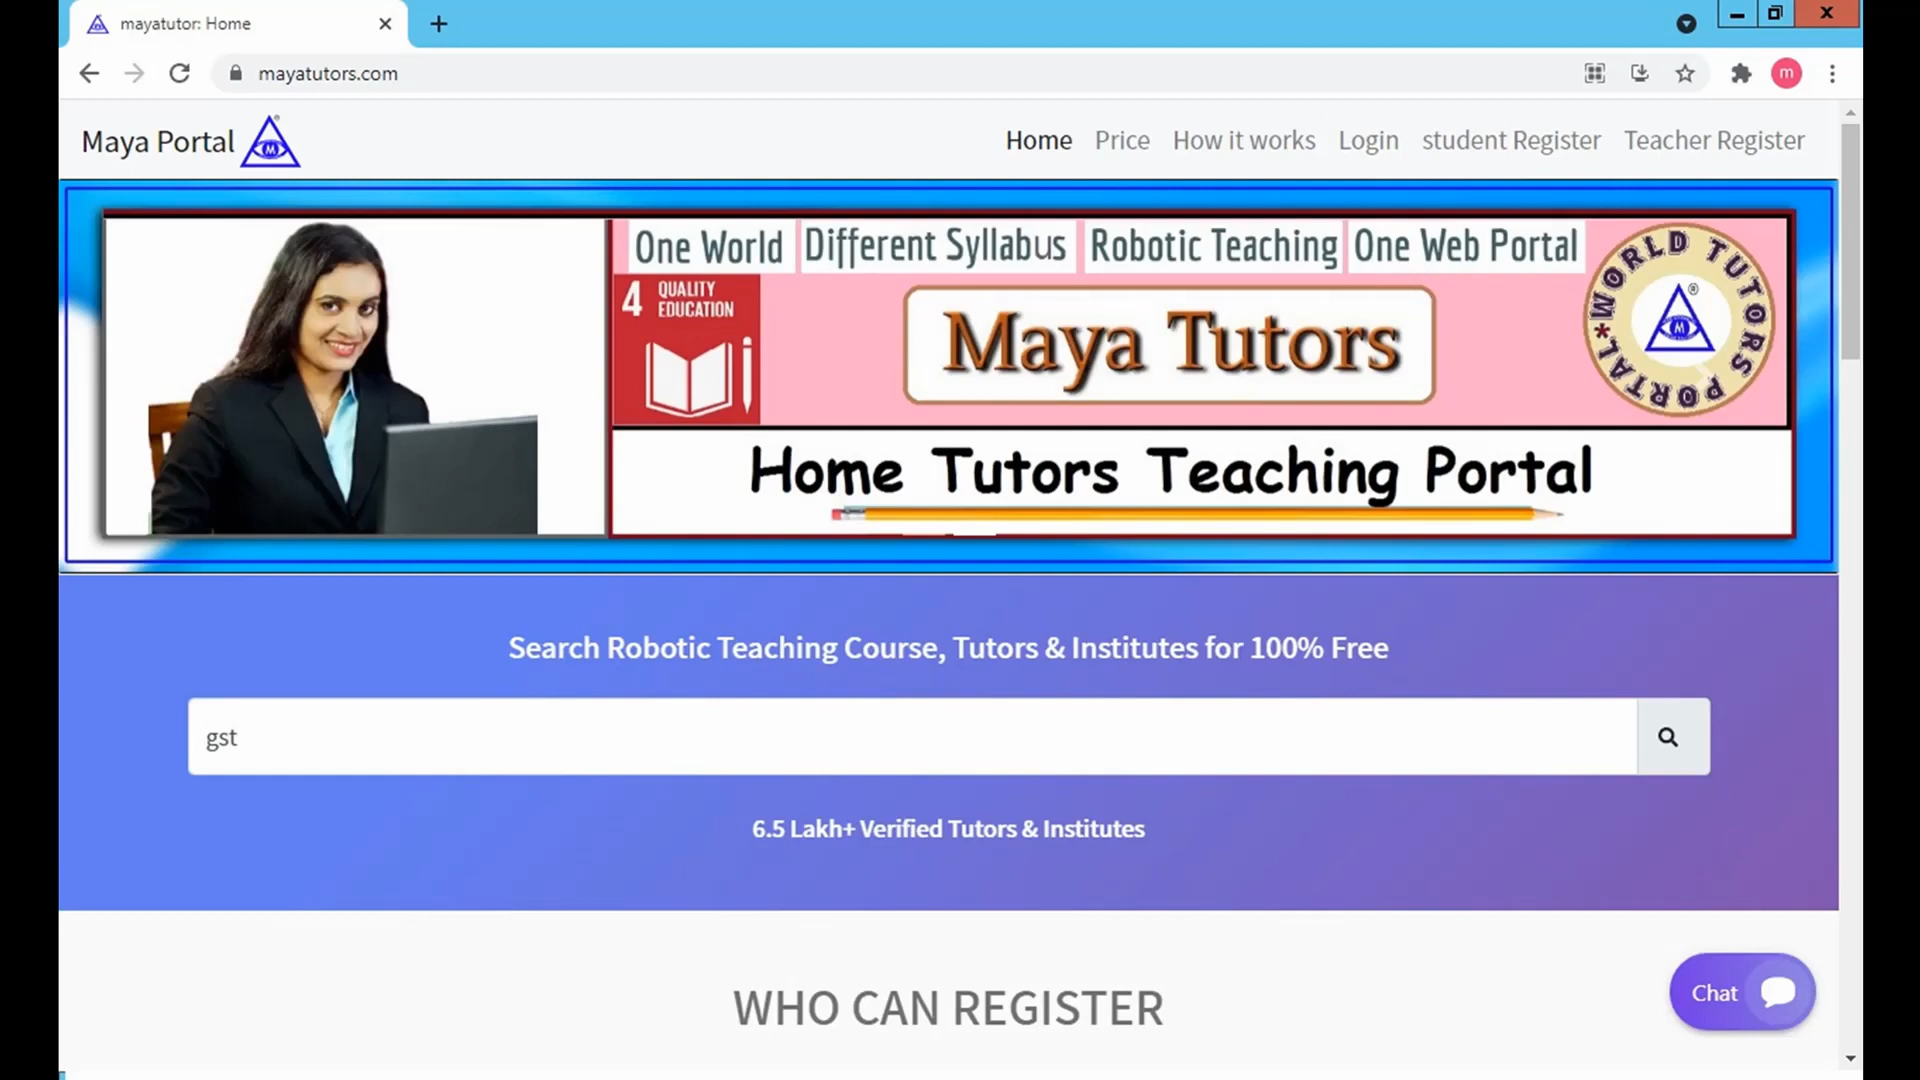 mayatutor: Home
mayatutors.com
m
Maya Portal
M
Home Price How it works Login student Register Teacher Register
One World Different Syllabus Robotic Teaching One Web Portal
4 QUALITY EDUCATION
Maya Tutors
*WORLD TUTORS PORTAL*
M
Home Tutors Teaching Portal
Search Robotic Teaching Course, Tutors & Institutes for 100% Free
gst
6.5 Lakh+ Verified Tutors & Institutes
WHO CAN REGISTER
Chat